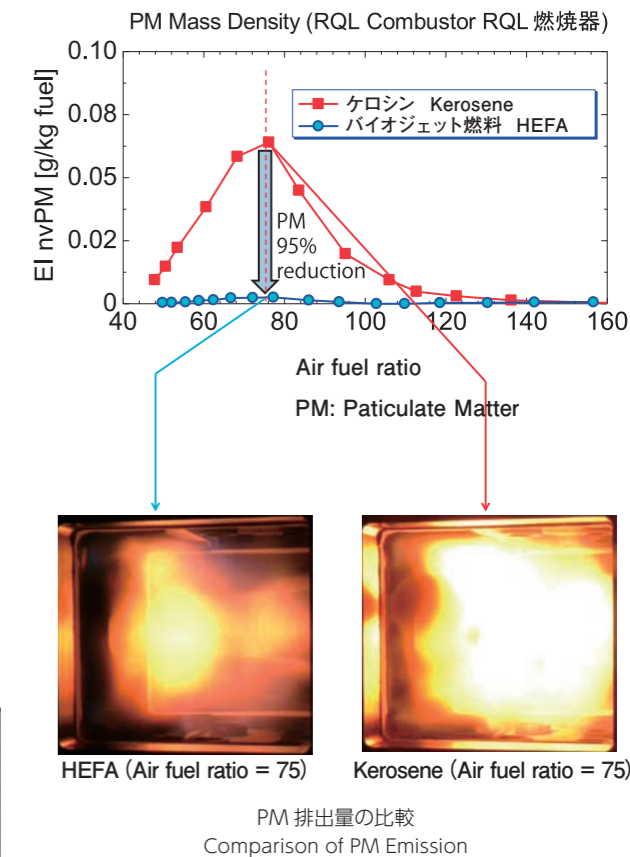 PM Mass Density (RQL Combustor RQL 燃焼器)
EI nvPM [g/kg fuel]
0.10
0.08
0.05
0.02
0
ケロシン Kerosene
バイオジェット燃料 HEFA
PM
95%
reduction
40 60 80 100 120 140 160
Air fuel ratio
PM: Paticulate Matter
HEFA (Air fuel ratio = 75) Kerosene (Air fuel ratio = 75)
PM 排出量の比較
Comparison of PM Emission